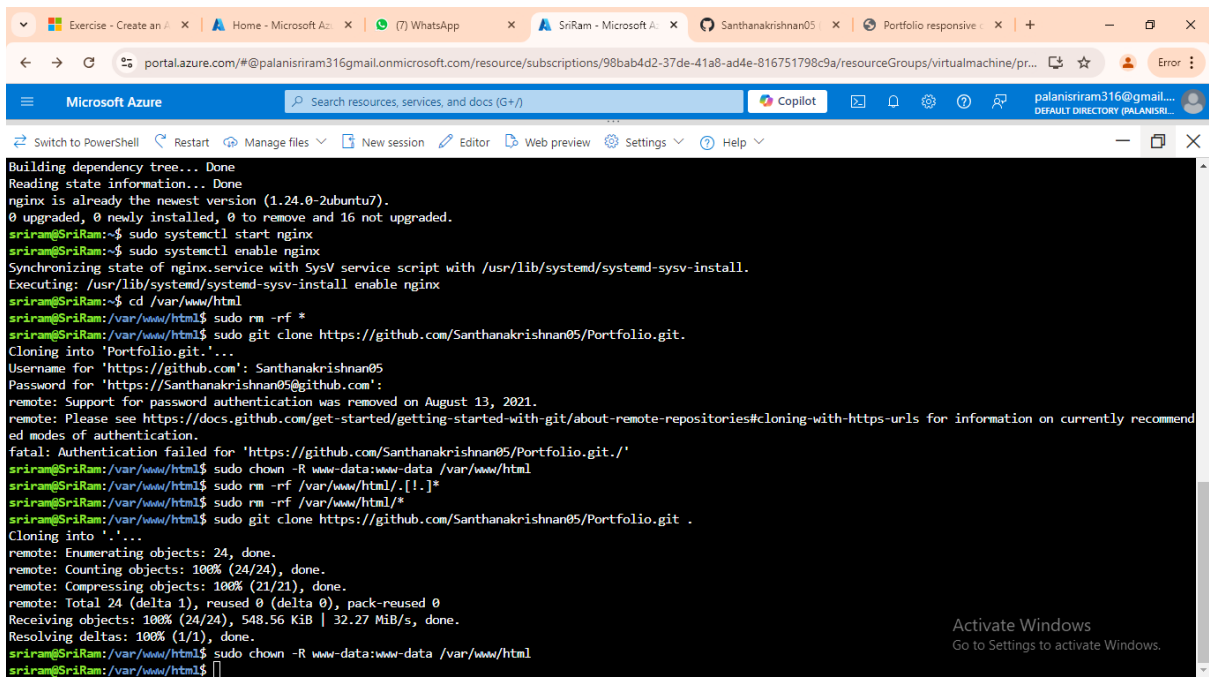 Exercise - Create an A
Home - Microsoft Az
(7) WhatsApp
SriRam - Microsoft A
Santhanakrishnan05
Portfolio responsive
portal.azure.com/#@palanisriram316gmail.onmicrosoft.com/resource/subscriptions/98bab4d2-37de-41a8-ad4e-816751798c9a/resourceGroups/virtualmachine/pr...
Error
Microsoft Azure
Search resources, services, and docs (G+/)
Copilot
palanisriram316@gmail....
DEFAULT DIRECTORY (PALANISRI...
Switch to PowerShell Restart Manage files New session Editor Web preview Settings Help
Building dependency tree... Done
Reading state information... Done
nginx is already the newest version (1.24.0-2ubuntu7).
0 upgraded, 0 newly installed, 0 to remove and 16 not upgraded.
sriram@SriRam:~$ sudo systemctl start nginx
sriram@SriRam:~$ sudo systemctl enable nginx
Synchronizing state of nginx.service with SysV service script with /usr/lib/systemd/systemd-sysv-install.
Executing: /usr/lib/systemd/systemd-sysv-install enable nginx
sriram@SriRam:~$ cd /var/www/html
sriram@SriRam:/var/www/html$ sudo rm -rf *
sriram@SriRam:/var/www/html$ sudo git clone https://github.com/Santhanakrishnan05/Portfolio.git.
Cloning into 'Portfolio.git.'...
Username for 'https://github.com': Santhanakrishnan05
Password for 'https://Santhanakrishnan05@github.com':
remote: Support for password authentication was removed on August 13, 2021.
remote: Please see https://docs.github.com/get-started/getting-started-with-git/about-remote-repositories#cloning-with-https-urls for information on currently recommend
ed modes of authentication.
fatal: Authentication failed for 'https://github.com/Santhanakrishnan05/Portfolio.git./'
sriram@SriRam:/var/www/html$ sudo chown -R www-data:www-data /var/www/html
sriram@SriRam:/var/www/html$ sudo rm -rf /var/www/html/.[!.]*
sriram@SriRam:/var/www/html$ sudo rm -rf /var/www/html/*
sriram@SriRam:/var/www/html$ sudo git clone https://github.com/Santhanakrishnan05/Portfolio.git .
Cloning into '.'...
remote: Enumerating objects: 24, done.
remote: Counting objects: 100% (24/24), done.
remote: Compressing objects: 100% (21/21), done.
remote: Total 24 (delta 1), reused 0 (delta 0), pack-reused 0
Receiving objects: 100% (24/24), 548.56 KiB | 32.27 MiB/s, done.
Resolving deltas: 100% (1/1), done.
sriram@SriRam:/var/www/html$ sudo chown -R www-data:www-data /var/www/html
sriram@SriRam:/var/www/html$
Activate Windows
Go to Settings to activate Windows.